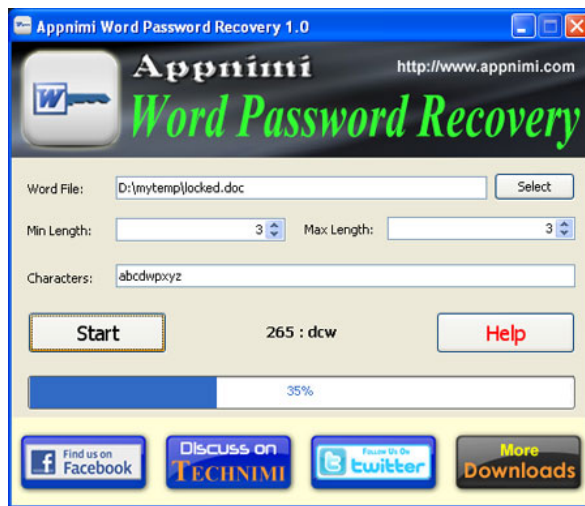 Appnimi Word Password Recovery 1.0
Appnimi
http://www.appnimi.com
W
Word Password Recovery
Word File:
D:\mytemp\locked.doc
Select
Min Length:
3
Max Length:
3
Characters:
abcdwpxyz
Start
265 : dcw
Help
35%
f
Find us on
Facebook
Discuss on
TECHNIMI
Follow Us On
twitter
More
Downloads